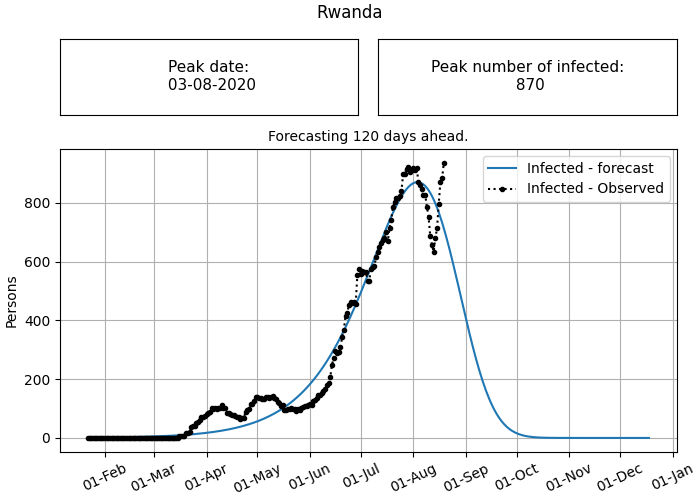 Rwanda
Peak date:
03-08-2020
Peak number of infected:
870
Forecasting 120 days ahead.
Infected - forecast
Infected - Observed
Persons
800
600
400
200
0
01-Feb
01-Mar
01-Apr
01-May
01-Jun
01-Jul
01-Aug
01-Sep
01-Oct
01-Nov
01-Dec
01-Jan